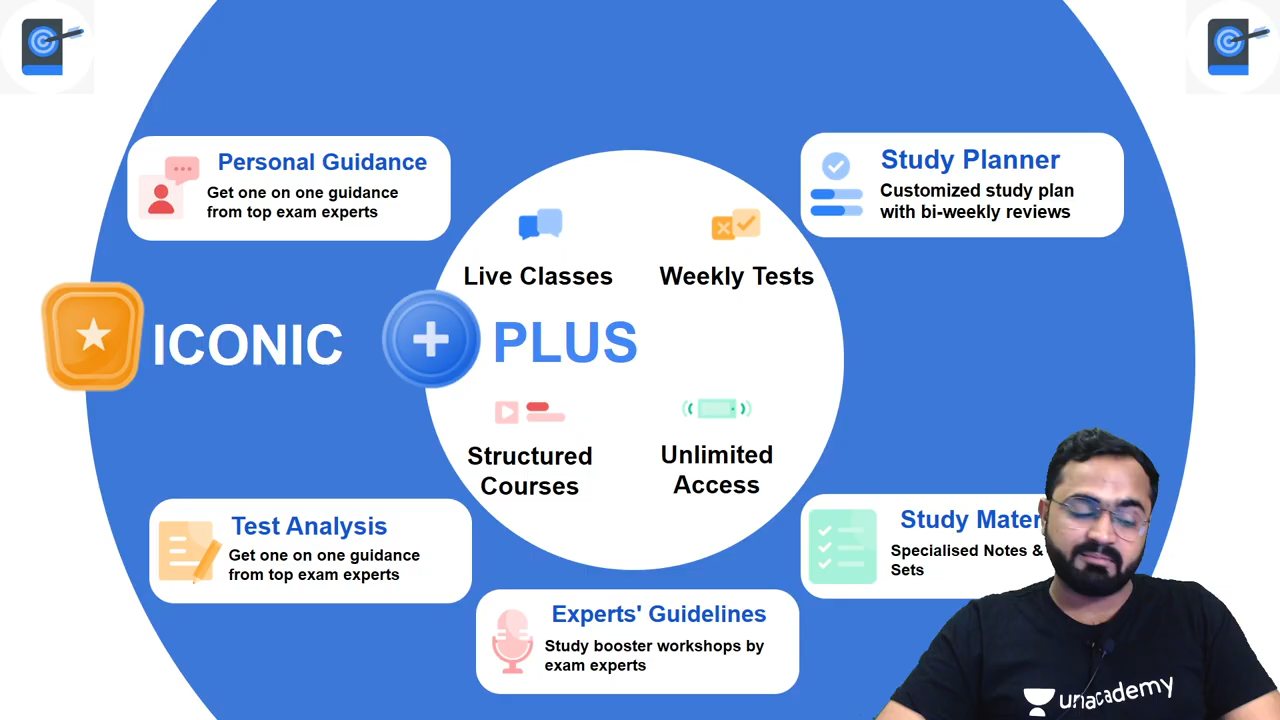 Personal Guidance
Get one on one guidance
from top exam experts
Study Planner
Customized study plan
with bi-weekly reviews
Live Classes
Weekly Tests
ICONIC
PLUS
Structured
Courses
Unlimited
Access
Test Analysis
Get one on one guidance
from top exam experts
Study
Specialised Notes &
Sets
Experts' Guidelines
Study booster workshops by
exam experts
unacademy